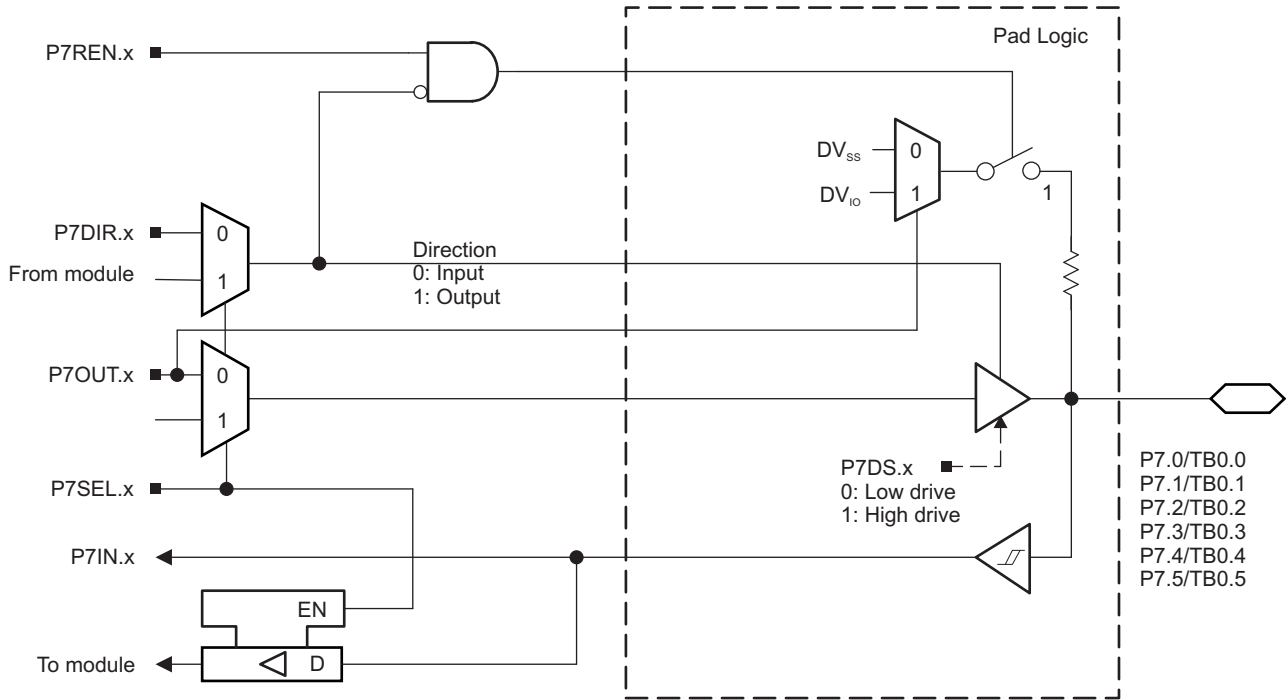 Pad Logic
P7REN.x
DV_SS
0
DV_IO
1
1
P7DIR.x
0
From module
1
Direction
0: Input
1: Output
P7OUT.x
0
1
P7DS.x
0: Low drive
1: High drive
P7SEL.x
P7.0/TB0.0
P7.1/TB0.1
P7.2/TB0.2
P7.3/TB0.3
P7.4/TB0.4
P7.5/TB0.5
P7IN.x
EN
To module
D